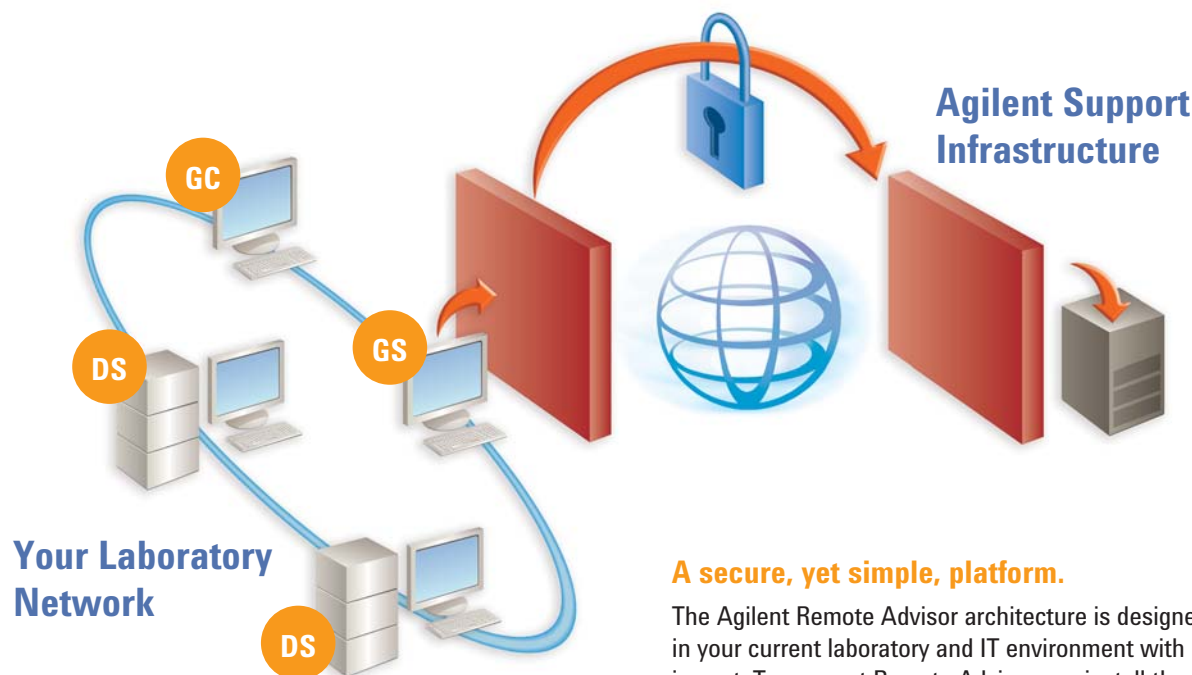 Agilent Support
Infrastructure
GC
GS
DS
Your Laboratory
Network
DS
A secure, yet simple, platform.
The Agilent Remote Advisor architecture is designe
in your current laboratory and IT environment with